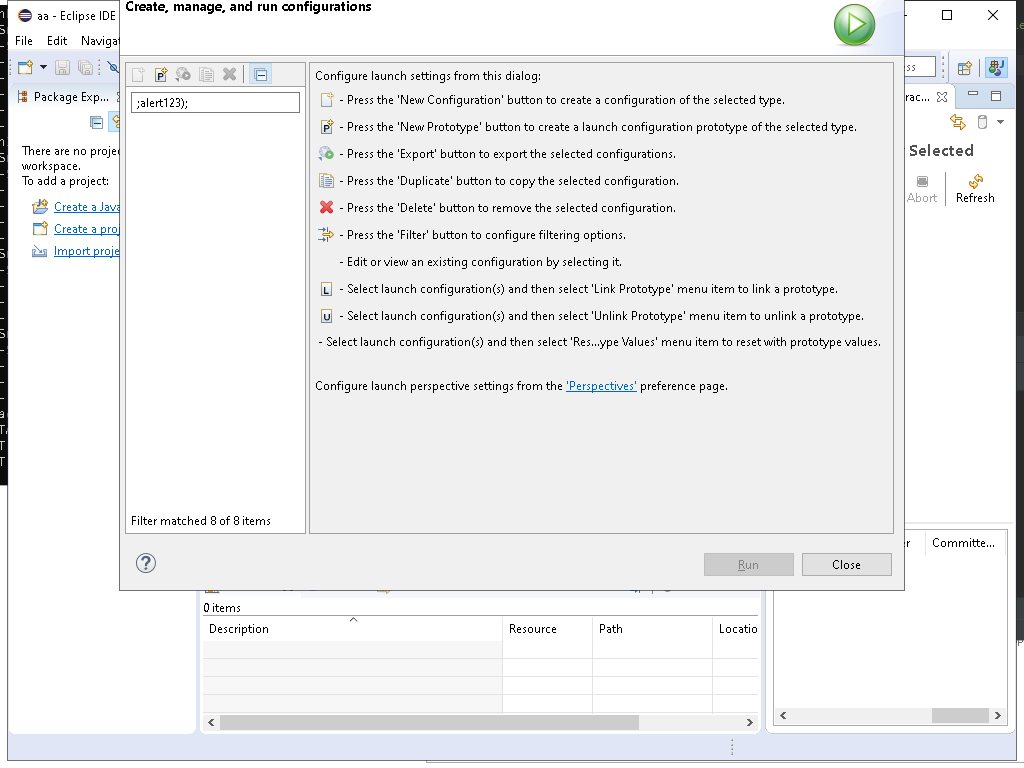 Create, manage, and run configurations
aa - Eclipse IDE
File Edit Navigat
;alert123);
Filter matched 8 of 8 items
Configure launch settings from this dialog:
- Press the 'New Configuration' button to create a configuration of the selected type.
- Press the 'New Prototype' button to create a launch configuration prototype of the selected type.
- Press the 'Export' button to export the selected configurations.
- Press the 'Duplicate' button to copy the selected configuration.
- Press the 'Delete' button to remove the selected configuration.
- Press the 'Filter' button to configure filtering options.
- Edit or view an existing configuration by selecting it.
L - Select launch configuration(s) and then select 'Link Prototype' menu item to link a prototype.
U - Select launch configuration(s) and then select 'Unlink Prototype' menu item to unlink a prototype.
- Select launch configuration(s) and then select 'Res...ype Values' menu item to reset with prototype values.
Configure launch perspective settings from the 'Perspectives' preference page.
Run Close
Package Exp...
There are no projec
workspace.
To add a project:
Create a Java
Create a proj
Import proje
ss
rac...
Selected
Abort Refresh
er Committe...
0 items
Description Resource Path Locatio